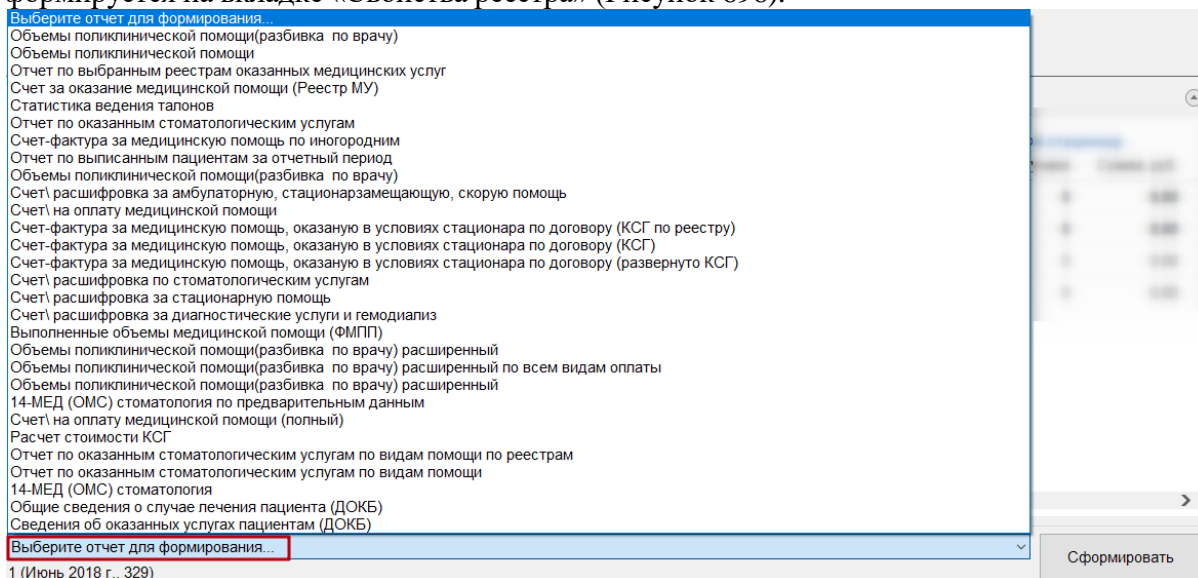 формируется на вкладке «Свойства реестра» (Рисунок 696).
Выберите отчет для формирования...
Объемы поликлинической помощи(разбивка по врачу)
Объемы поликлинической помощи
Отчет по выбранным реестрам оказанных медицинских услуг
Счет за оказание медицинской помощи (Реестр МУ)
Статистика ведения талонов
Отчет по оказанным стоматологическим услугам
Счет-фактура за медицинскую помощь по иногородним
Отчет по выписанным пациентам за отчетный период
Объемы поликлинической помощи(разбивка по врачу)
Счет\ расшифровка за амбулаторную, стационарзамещающую, скорую помощь
Счет\ на оплату медицинской помощи
Счет-фактура за медицинскую помощь, оказаную в условиях стационара по договору (КСГ по реестру)
Счет-фактура за медицинскую помощь, оказаную в условиях стационара по договору (КСГ)
Счет-фактура за медицинскую помощь, оказаную в условиях стационара по договору (развернуто КСГ)
Счет\ расшифровка по стоматологическим услугам
Счет\ расшифровка за стационарную помощь
Счет\ расшифровка за диагностические услуги и гемодиализ
Выполненные объемы медицинской помощи (ФМПП)
Объемы поликлинической помощи(разбивка по врачу) расширенный
Объемы поликлинической помощи(разбивка по врачу) расширенный по всем видам оплаты
Объемы поликлинической помощи(разбивка по врачу) расширенный
14-МЕД (ОМС) стоматология по предварительным данным
Счет\ на оплату медицинской помощи (полный)
Расчет стоимости КСГ
Отчет по оказанным стоматологическим услугам по видам помощи по реестрам
Отчет по оказанным стоматологическим услугам по видам помощи
14-МЕД (ОМС) стоматология
Общие сведения о случае лечения пациента (ДОКБ)
Сведения об оказанных услугах пациентам (ДОКБ)
Выберите отчет для формирования...
Сформировать
1 (Июнь 2018 г., 329)